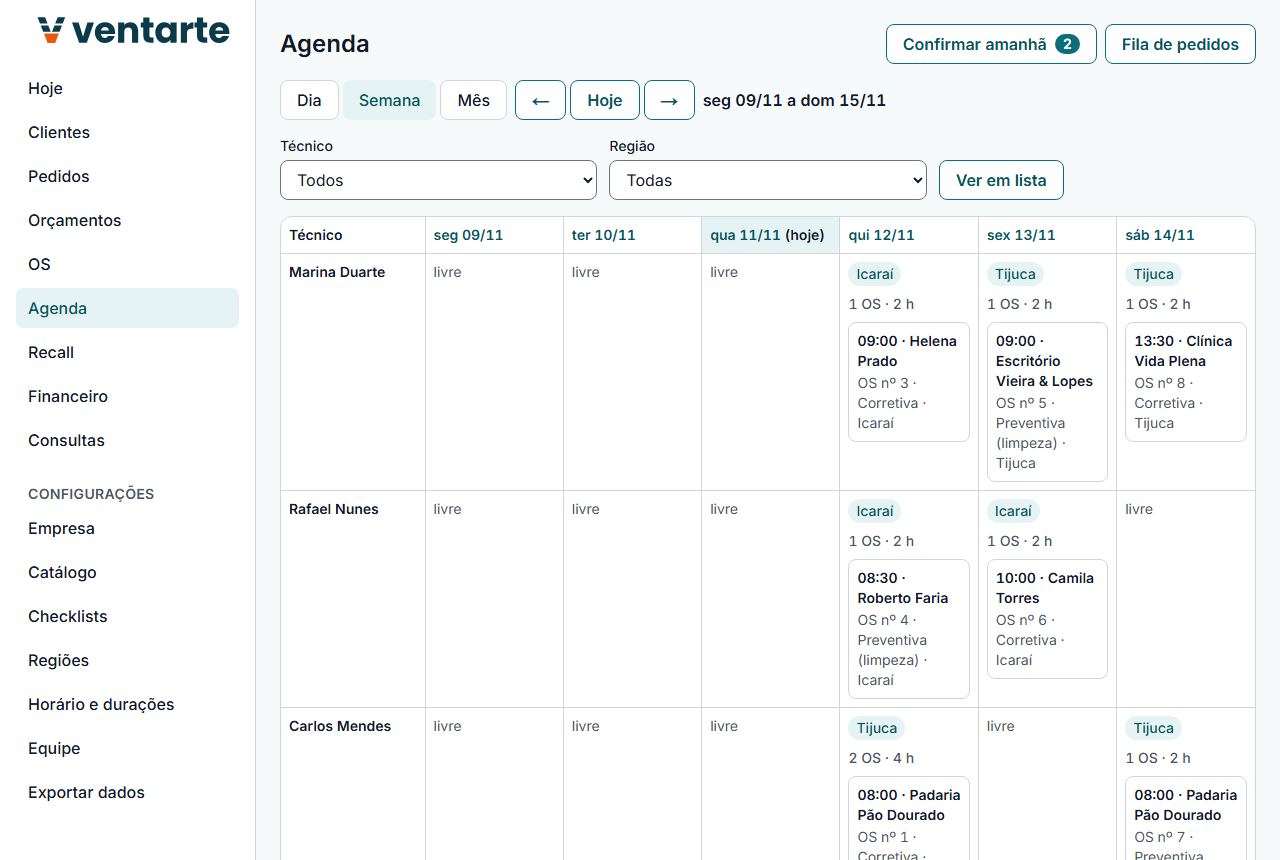 ventarte
Hoje
Clientes
Pedidos
Orçamentos
OS
Agenda
Recall
Financeiro
Consultas
CONFIGURAÇÕES
Empresa
Catálogo
Checklists
Regiões
Horário e durações
Equipe
Exportar dados
Agenda
Confirmar amanhã 2
Fila de pedidos
Dia
Semana
Mês
←
Hoje
→
seg 09/11 a dom 15/11
Técnico
Região
Todos
Todas
Ver em lista
Técnico
seg 09/11
ter 10/11
qua 11/11 (hoje)
qui 12/11
sex 13/11
sáb 14/11
Marina Duarte
livre
livre
livre
Icaraí
1 OS · 2 h
09:00 · Helena
Prado
OS nº 3 ·
Corretiva ·
Icaraí
Tijuca
1 OS · 2 h
09:00 ·
Escritório
Vieira & Lopes
OS nº 5 ·
Preventiva
(limpeza) ·
Tijuca
Tijuca
1 OS · 2 h
13:30 · Clínica
Vida Plena
OS nº 8 ·
Corretiva ·
Tijuca
Rafael Nunes
livre
livre
livre
Icaraí
1 OS · 2 h
08:30 ·
Roberto Faria
OS nº 4 ·
Preventiva
(limpeza) ·
Icaraí
Icaraí
1 OS · 2 h
10:00 · Camila
Torres
OS nº 6 ·
Corretiva ·
Icaraí
livre
Carlos Mendes
livre
livre
livre
Tijuca
2 OS · 4 h
08:00 · Padaria
Pão Dourado
OS nº 1 ·
Corretiva ·
livre
Tijuca
1 OS · 2 h
08:00 · Padaria
Pão Dourado
OS nº 7 ·
Preventiva